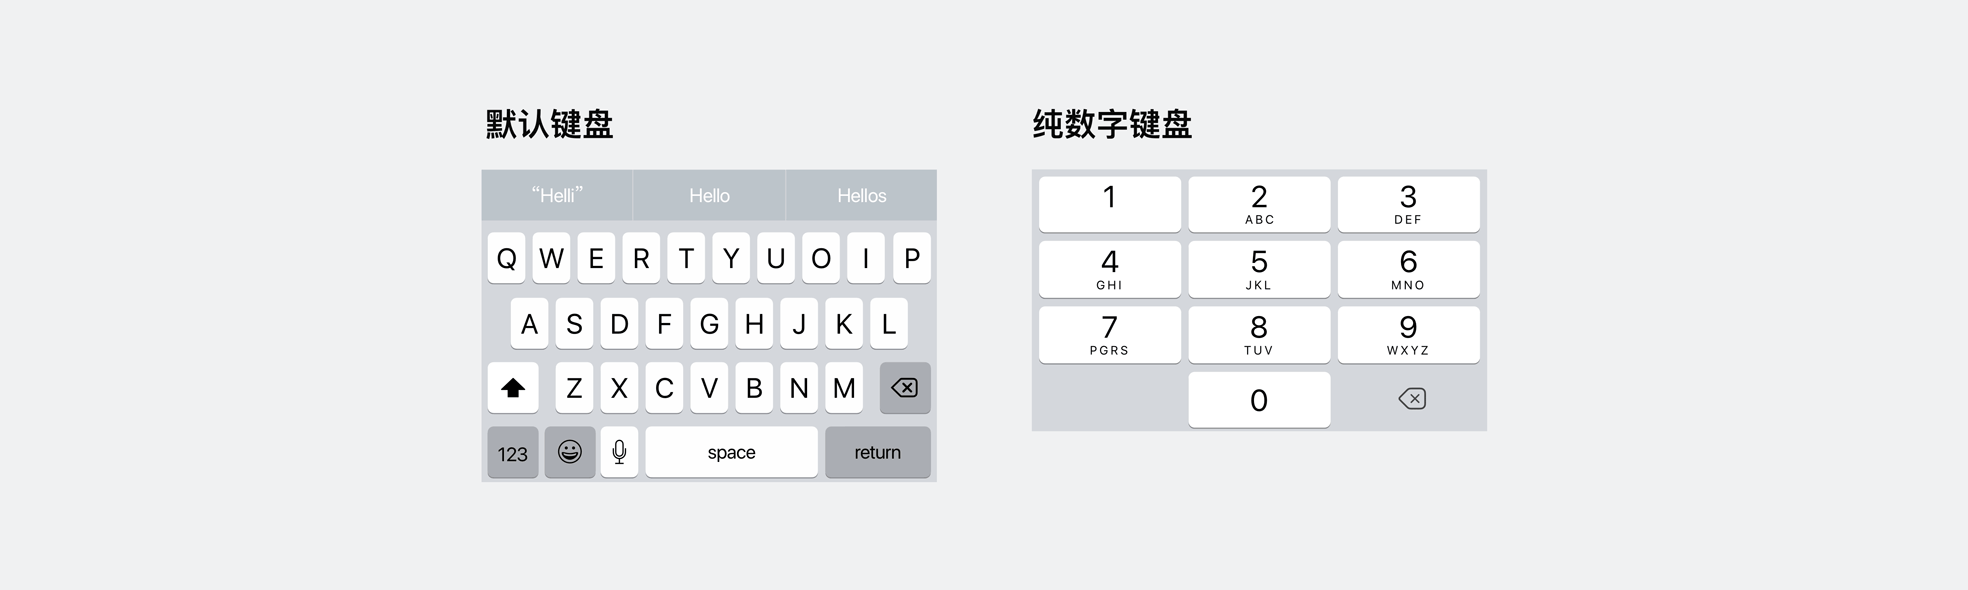 默认键盘
“Helli” Hello Hellos
Q W E R T Y U O I P
A S D F G H J K L
Z X C V B N M
123 space return
纯数字键盘
1 2 3
ABC DEF
4 5 6
GHI JKL MNO
7 8 9
PGRS TUV WXYZ
0